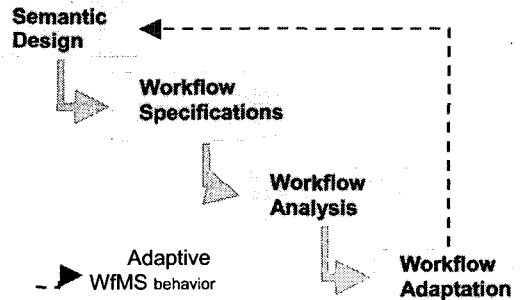 Semantic
Design
Workflow
Specifications
Workflow
Analysis
Adaptive
WfMS behavior
Workflow
Adaptation